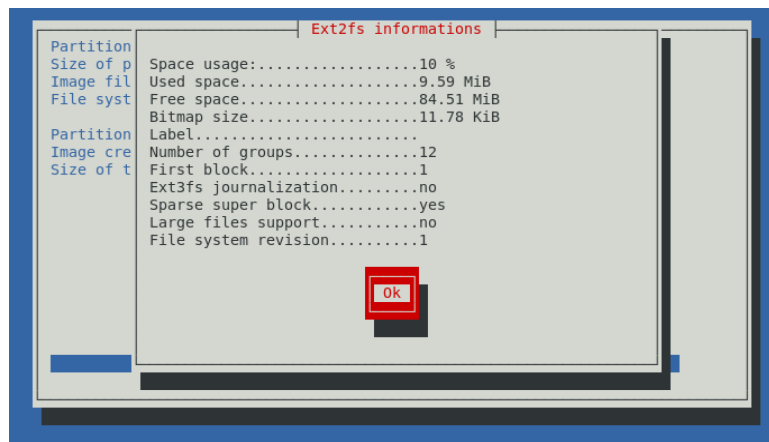 Ext2fs informations
Partition
Size of p
Image fil
File syst
Partition
Image cre
Size of t
Space usage:..................10 %
Used space....................9.59 MiB
Free space....................84.51 MiB
Bitmap size...................11.78 KiB
Label.........................
Number of groups..............12
First block...................1
Ext3fs journalization.........no
Sparse super block............yes
Large files support...........no
File system revision..........1
Ok